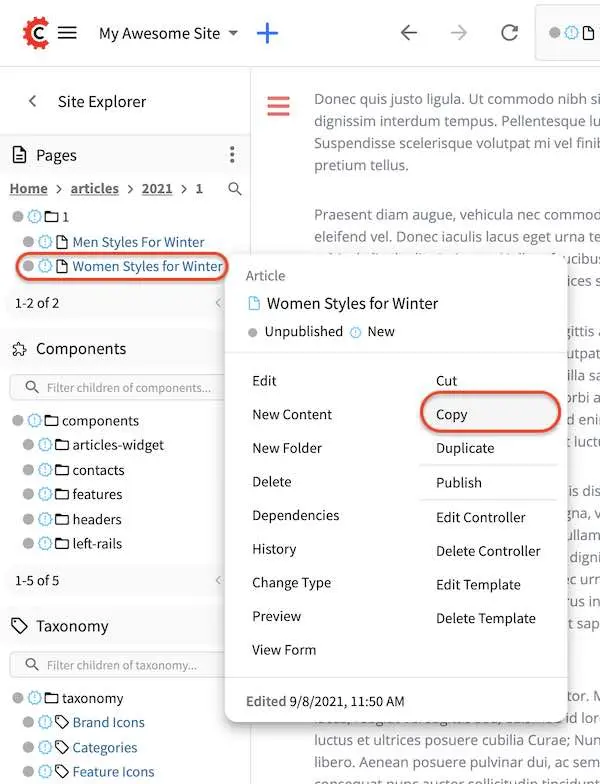 My Awesome Site
Site Explorer
Pages
Home > articles > 2021 > 1
1
Men Styles For Winter
Women Styles for Winter
1-2 of 2
Components
Filter children of components...
components
articles-widget
contacts
features
headers
left-rails
1-5 of 5
Taxonomy
Filter children of taxonomy...
taxonomy
Brand Icons
Categories
Feature Icons
Donec quis justo ligula. Ut commodo nibh
dignissim interdum tempus. Pellentesque
Suspendisse scelerisque volutpat mi vel
pretium tellus.
Praesent diam augue, vehicula nec
eleifend vel. Donec iaculis lacus eget urna
Article
Women Styles for Winter
Unpublished New
Edit
New Content
New Folder
Delete
Dependencies
History
Change Type
Preview
View Form
Cut
Copy
Duplicate
Publish
Edit Controller
Delete Controller
Edit Template
Delete Template
Edited 9/8/2021, 11:50 AM
luctus et ultrices posuere cubilia Curae;
libero. Aenean posuere pulvinar dui, ac